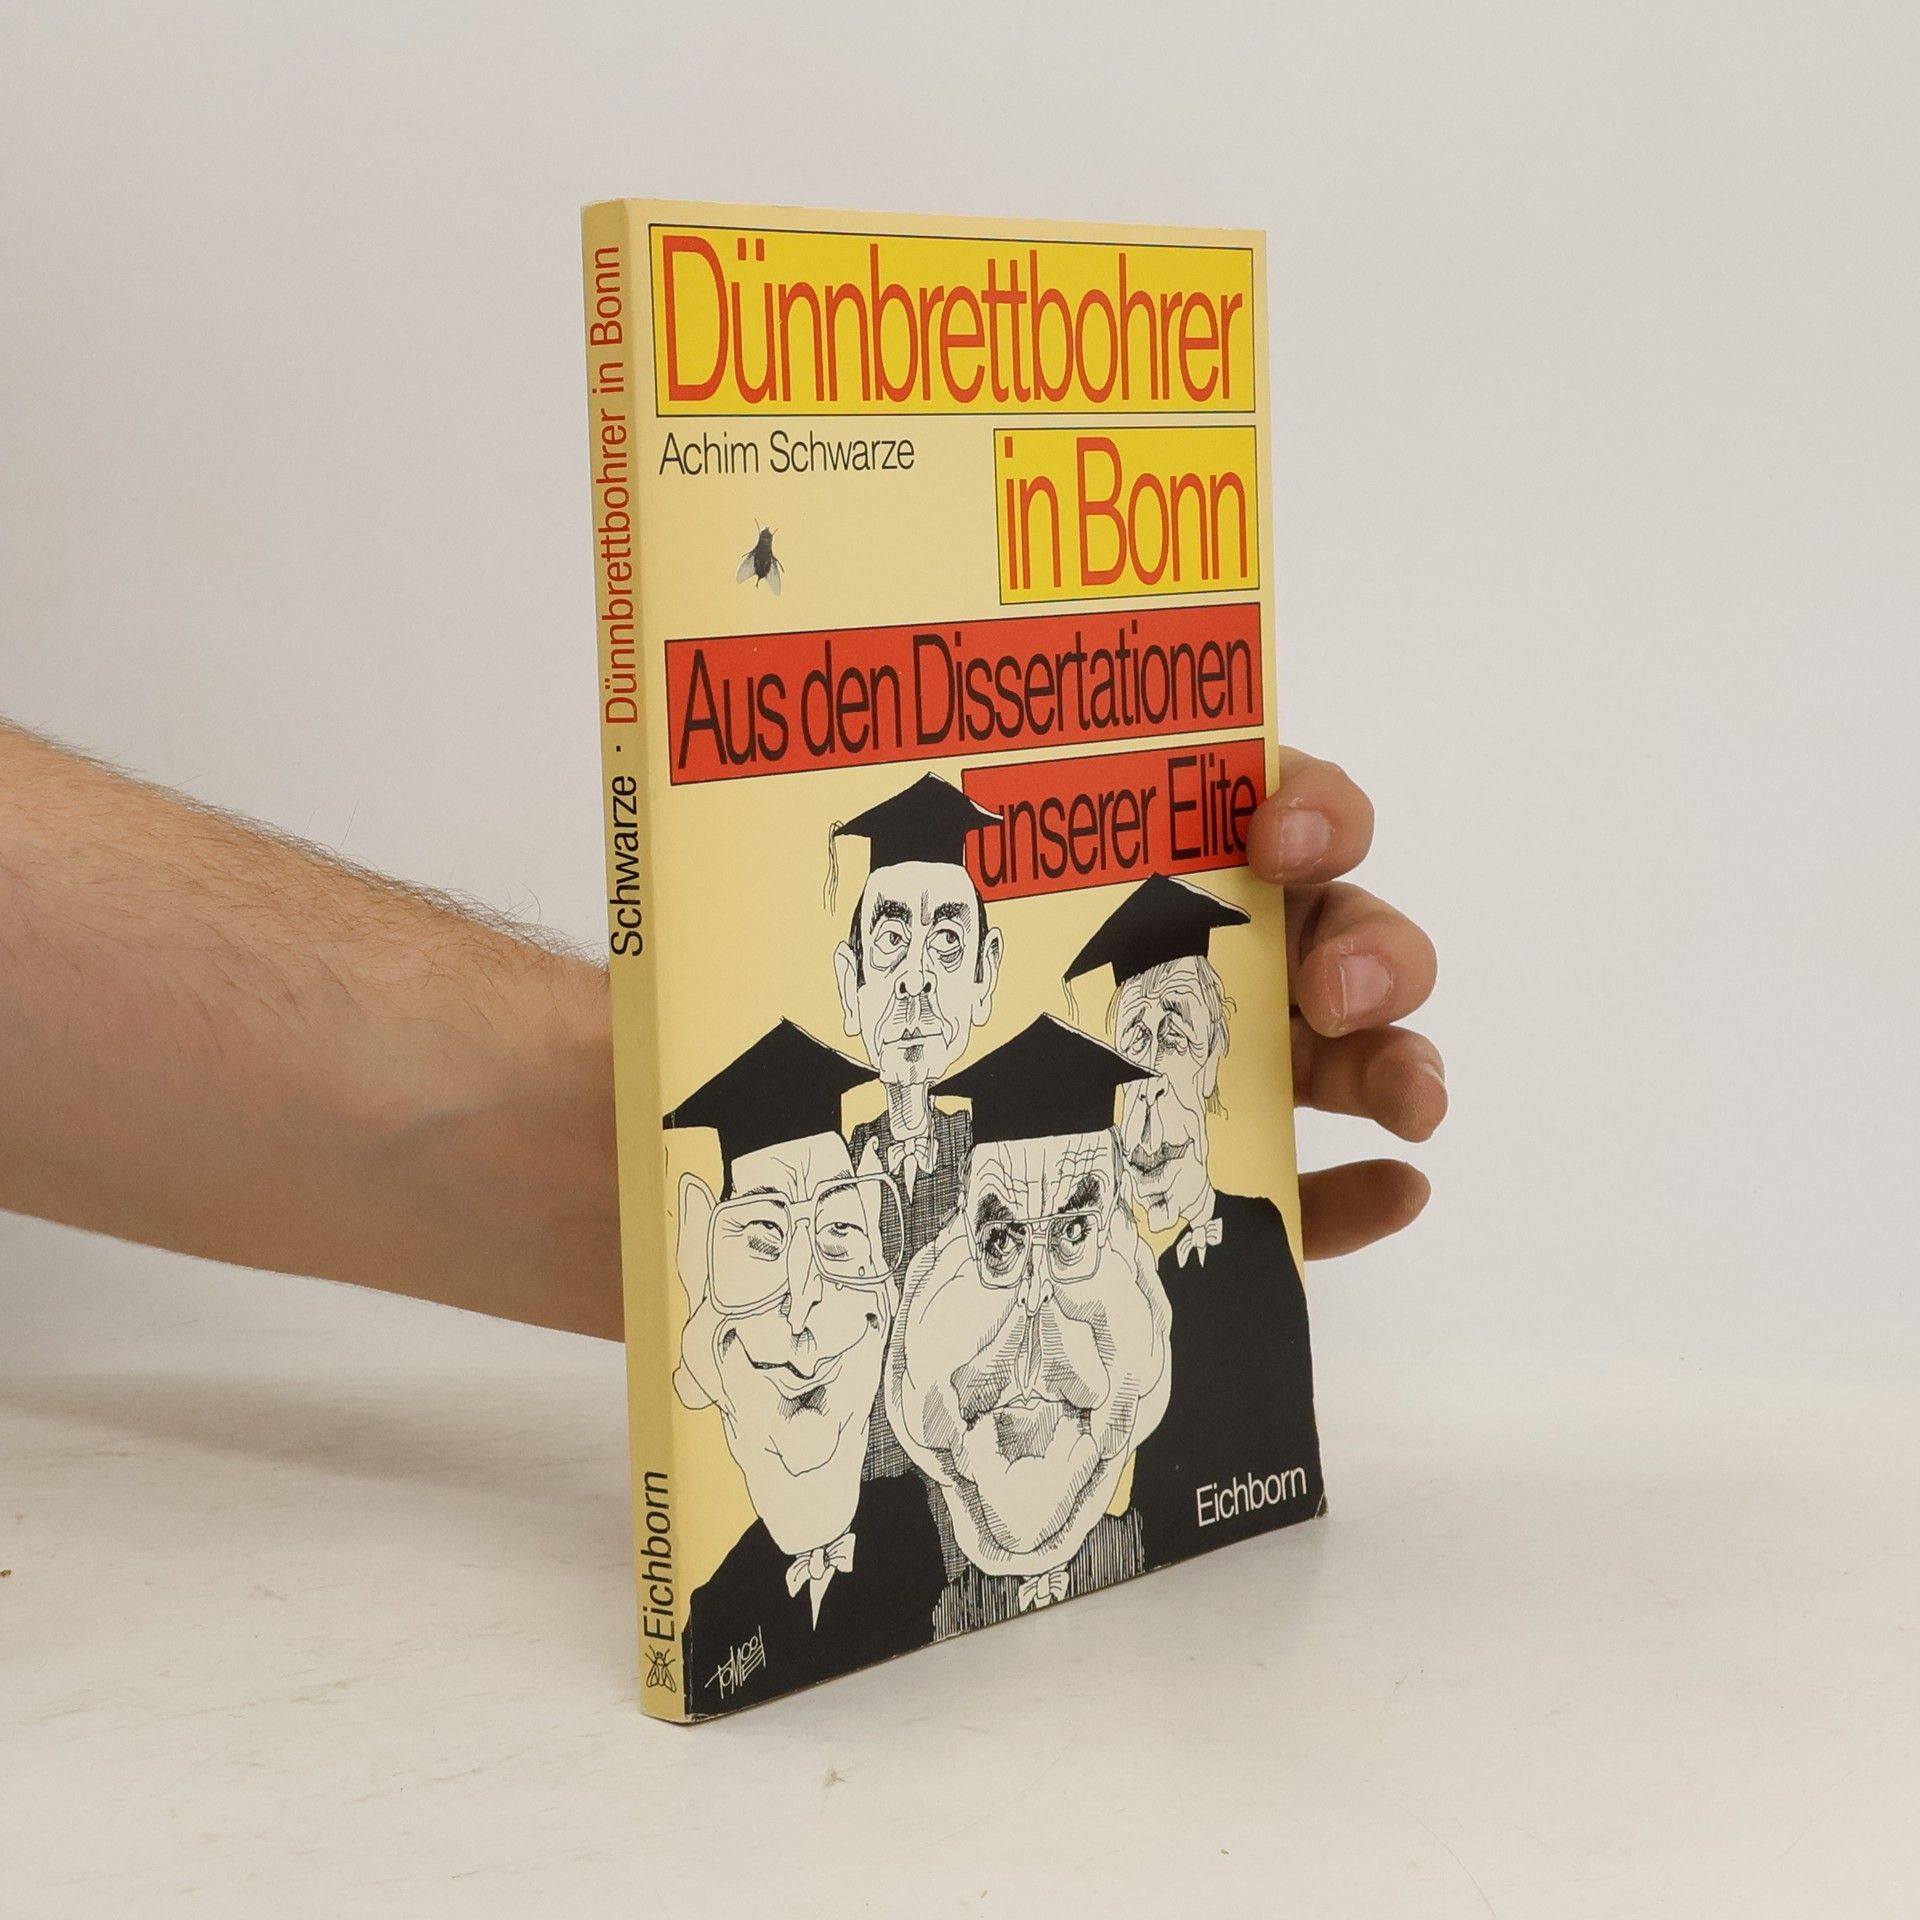 Dünnbrettbohrer
Achim Schwarze
in Bonn
Aus den Dissertationen
unserer Elite
Eichborn
Schwarze · Dünnbrettbohrer in Bonn
Eichborn